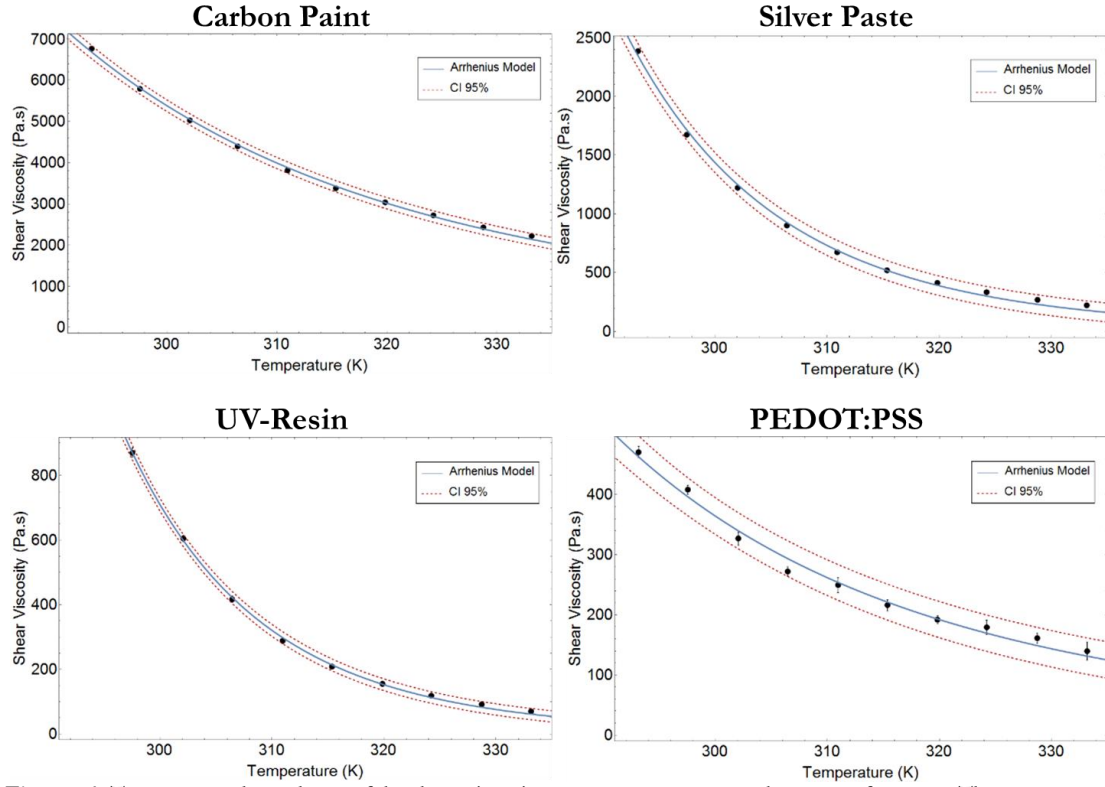 Carbon Paint
7000
6000
5000
4000
3000
2000
1000
0
Shear Viscosity (Pa.s)
Arrhenius Model
CI 95%
300
310
320
330
Temperature (K)
Silver Paste
2500
2000
1500
1000
500
0
Shear Viscosity (Pa.s)
Arrhenius Model
CI 95%
300
310
320
330
Temperature (K)
UV-Resin
800
600
400
200
0
Shear Viscosity (Pa.s)
Arrhenius Model
CI 95%
300
310
320
330
Temperature (K)
PEDOT:PSS
400
300
200
100
0
Shear Viscosity (Pa.s)
Arrhenius Model
CI 95%
300
310
320
330
Temperature (K)